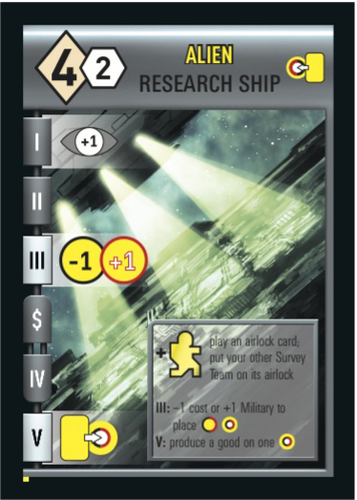 4 2
ALIEN
RESEARCH SHIP
I +1
II
III -1 +1
$
IV
V
+ play an airlock card;
put your other Survey
Team on its airlock
III: -1 cost or +1 Military to
place
V: produce a good on one